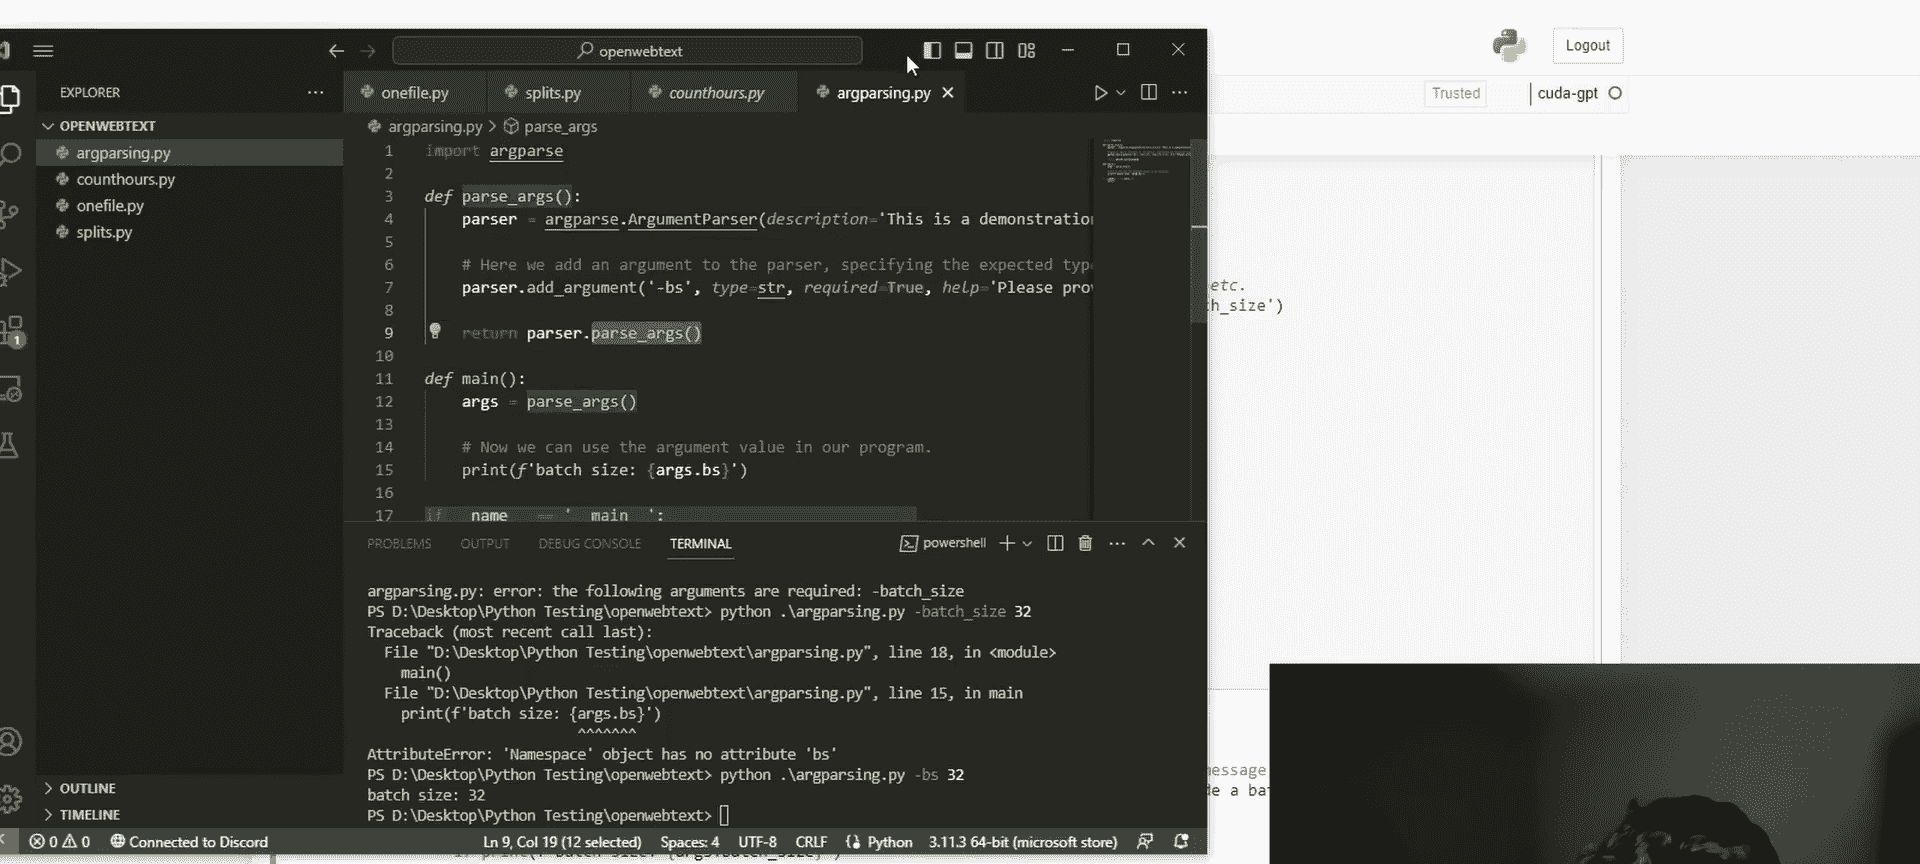 openwebtext
Logout
EXPLORER
onefile.py
splits.py
counthours.py
argparsing.py
Trusted
cuda-gpt
OPENWEBTEXT
argparsing.py > parse_args
argparsing.py
counthours.py
onefile.py
splits.py
1 import argparse
2
3 def parse_args():
4 parser = argparse.ArgumentParser(description='This is a demonstration
5
6 # Here we add an argument to the parser, specifying the expected typ
7 parser.add_argument('-bs', type=str, required=True, help='Please prov
8
9 return parser.parse_args()
10
11 def main():
12 args = parse_args()
13
14 # Now we can use the argument value in our program.
15 print(f'batch size: {args.bs}')
16
17 if __name__ == '__main__':
etc.
ch_size')
1
PROBLEMS
OUTPUT
DEBUG CONSOLE
TERMINAL
powershell
argparsing.py: error: the following arguments are required: -batch_size
PS D:\Desktop\Python Testing\openwebtext> python .\argparsing.py -batch_size 32
Traceback (most recent call last):
File "D:\Desktop\Python Testing\openwebtext\argparsing.py", line 18, in <module>
main()
File "D:\Desktop\Python Testing\openwebtext\argparsing.py", line 15, in main
print(f'batch size: {args.bs}')
^^^^^^^
AttributeError: 'Namespace' object has no attribute 'bs'
PS D:\Desktop\Python Testing\openwebtext> python .\argparsing.py -bs 32
batch size: 32
PS D:\Desktop\Python Testing\openwebtext>
message
de a bat
OUTLINE
TIMELINE
0 0
Connected to Discord
Ln 9, Col 19 (12 selected)
Spaces: 4
UTF-8
CRLF
Python
3.11.3 64-bit (microsoft store)